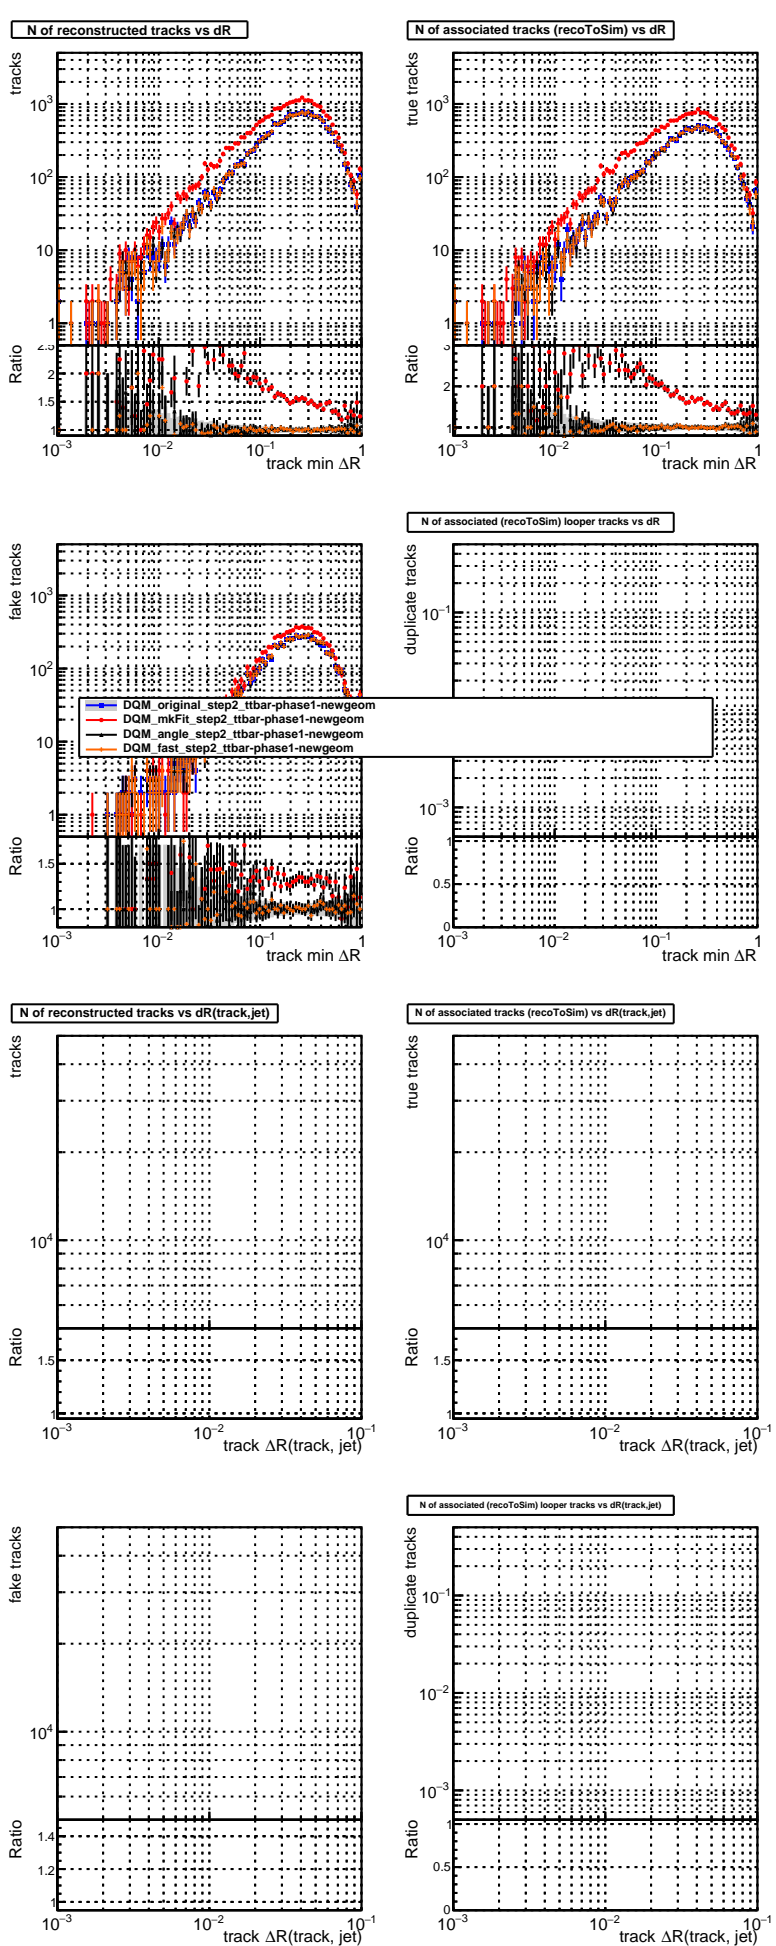 N of reconstructed tracks vs dR
tracks
10³
10²
10
1
Ratio
2.5
2
1.5
1
10⁻³ 10⁻² 10⁻¹ 1
track min ΔR
N of associated tracks (recoToSim) vs dR
true tracks
10³
10²
10
1
Ratio
3
2
1
10⁻³ 10⁻² 10⁻¹ 1
track min ΔR
fake tracks
10³
10²
10
1
Ratio
1.5
1
10⁻³ 10⁻² 10⁻¹ 1
track min ΔR
N of associated (recoToSim) looper tracks vs dR
duplicate tracks
10⁻¹
10⁻³
Ratio
1
0.5
0
10⁻³ 10⁻² 10⁻¹ 1
track min ΔR
DQM_original_step2_ttbar-phase1-newgeom
DQM_mkFit_step2_ttbar-phase1-newgeom
DQM_angle_step2_ttbar-phase1-newgeom
DQM_fast_step2_ttbar-phase1-newgeom
N of reconstructed tracks vs dR(track,jet)
tracks
10⁴
Ratio
1.5
1
10⁻³ 10⁻² 10⁻¹
track ΔR(track, jet)
N of associated tracks (recoToSim) vs dR(track,jet)
true tracks
10⁴
Ratio
1.5
1
10⁻³ 10⁻² 10⁻¹
track ΔR(track, jet)
fake tracks
10⁴
Ratio
1.4
1.2
1
10⁻³ 10⁻² 10⁻¹
track ΔR(track, jet)
N of associated (recoToSim) looper tracks vs dR(track,jet)
duplicate tracks
10⁻¹
10⁻²
10⁻³
Ratio
1
0.5
0
10⁻³ 10⁻² 10⁻¹
track ΔR(track, jet)